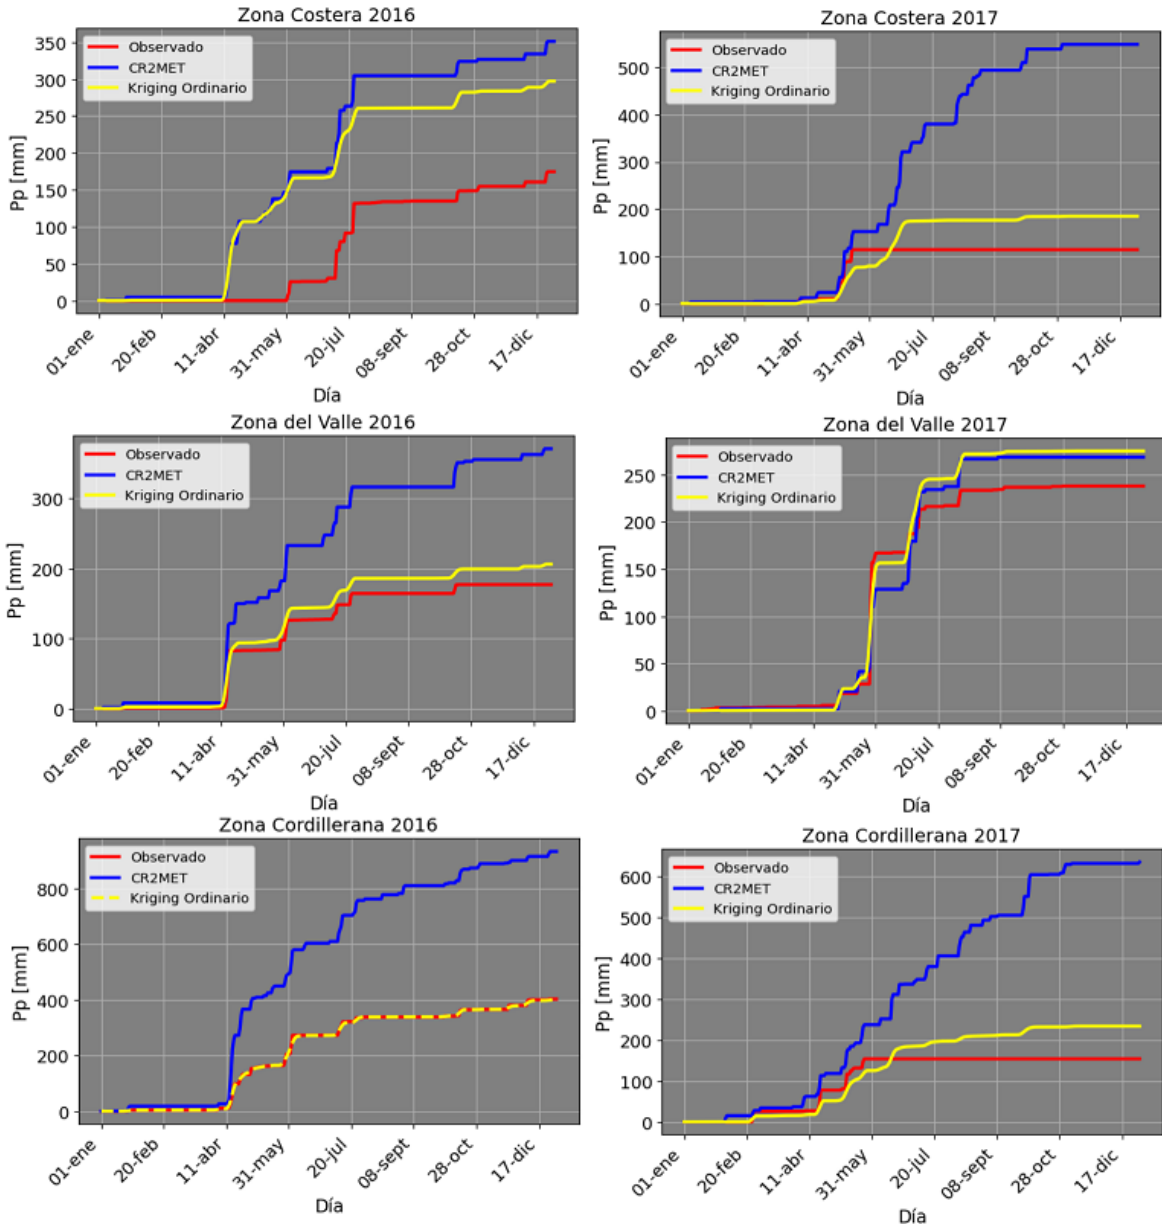 Zona Costera 2016
Observado
CR2MET
Kriging Ordinario
Pp [mm]
350
300
250
200
150
100
50
0
01-ene
20-feb
11-abr
31-may
20-jul
08-sept
28-oct
17-dic
Día
Zona Costera 2017
Observado
CR2MET
Kriging Ordinario
Pp [mm]
500
400
300
200
100
0
01-ene
20-feb
11-abr
31-may
20-jul
08-sept
28-oct
17-dic
Día
Zona del Valle 2016
Observado
CR2MET
Kriging Ordinario
Pp [mm]
300
200
100
0
01-ene
20-feb
11-abr
31-may
20-jul
08-sept
28-oct
17-dic
Día
Zona del Valle 2017
Observado
CR2MET
Kriging Ordinario
Pp [mm]
250
200
150
100
50
0
01-ene
20-feb
11-abr
31-may
20-jul
08-sept
28-oct
17-dic
Día
Zona Cordillerana 2016
Observado
CR2MET
Kriging Ordinario
Pp [mm]
800
600
400
200
0
01-ene
20-feb
11-abr
31-may
20-jul
08-sept
28-oct
17-dic
Día
Zona Cordillerana 2017
Observado
CR2MET
Kriging Ordinario
Pp [mm]
600
500
400
300
200
100
0
01-ene
20-feb
11-abr
31-may
20-jul
08-sept
28-oct
17-dic
Día